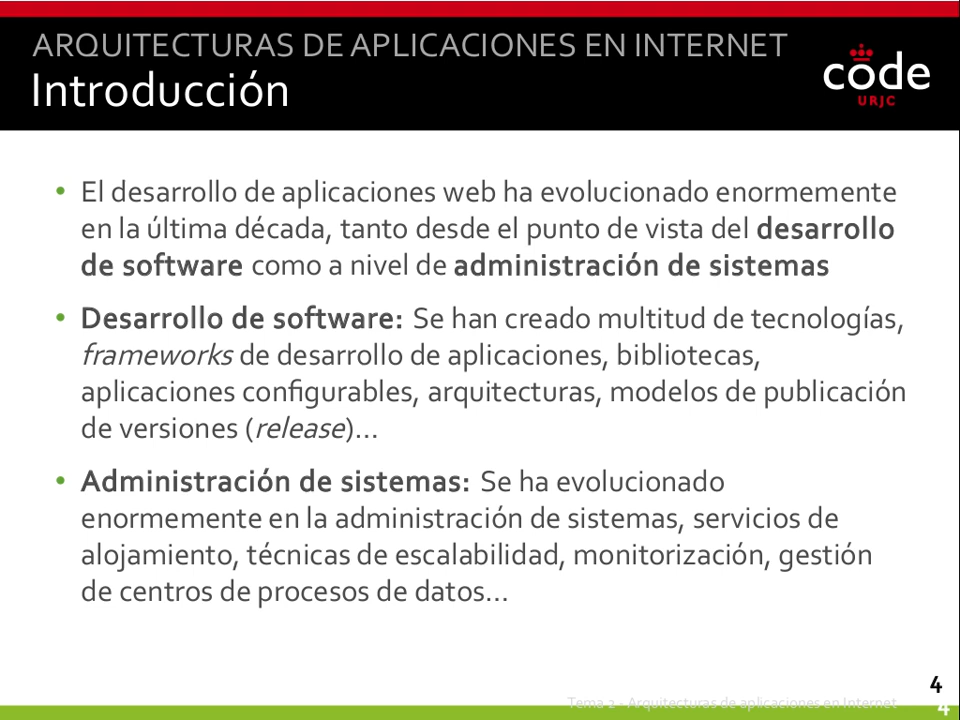 ARQUITECTURAS DE APLICACIONES EN INTERNET
Introducción
code
URJC
• El desarrollo de aplicaciones web ha evolucionado enormemente
en la última década, tanto desde el punto de vista del desarrollo
de software como a nivel de administración de sistemas
• Desarrollo de software: Se han creado multitud de tecnologías,
frameworks de desarrollo de aplicaciones, bibliotecas,
aplicaciones configurables, arquitecturas, modelos de publicación
de versiones (release)...
• Administración de sistemas: Se ha evolucionado
enormemente en la administración de sistemas, servicios de
alojamiento, técnicas de escalabilidad, monitorización, gestión
de centros de procesos de datos...
4
Tema 2 - Arquitecturas de aplicaciones en Internet
4